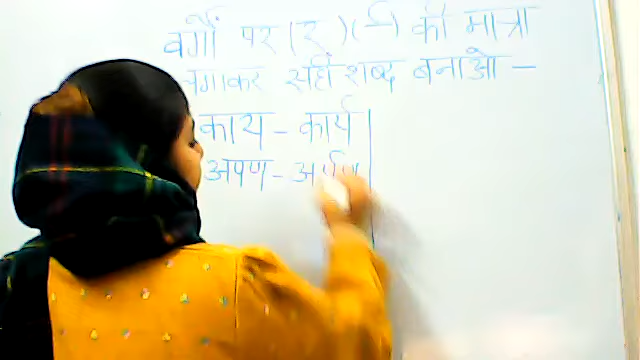 वर्गों पर (र्) (र्) की मात्रा
लगाकर सही शब्द बनाओ –
काय – कार्य
अपण – अर्पण